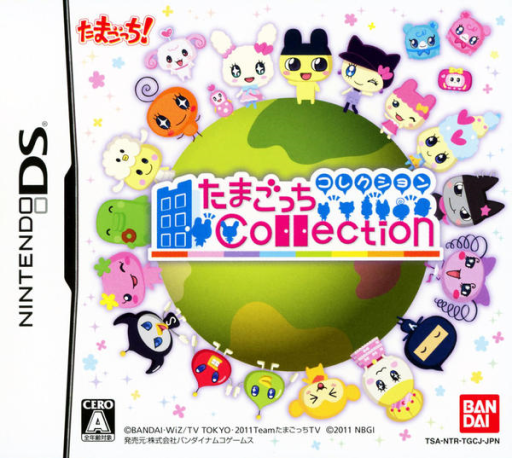 たまごっち!
NINTENDO DS
コレクション
たまごっち
Collection
CERO
A
全年齢対象
©BANDAI・WiZ/TV TOKYO・2011TeamたまごっちTV ©2011 NBGI
発売元:株式会社バンダイナムコゲームス
BANDAI
TSA-NTR-TGCJ-JPN